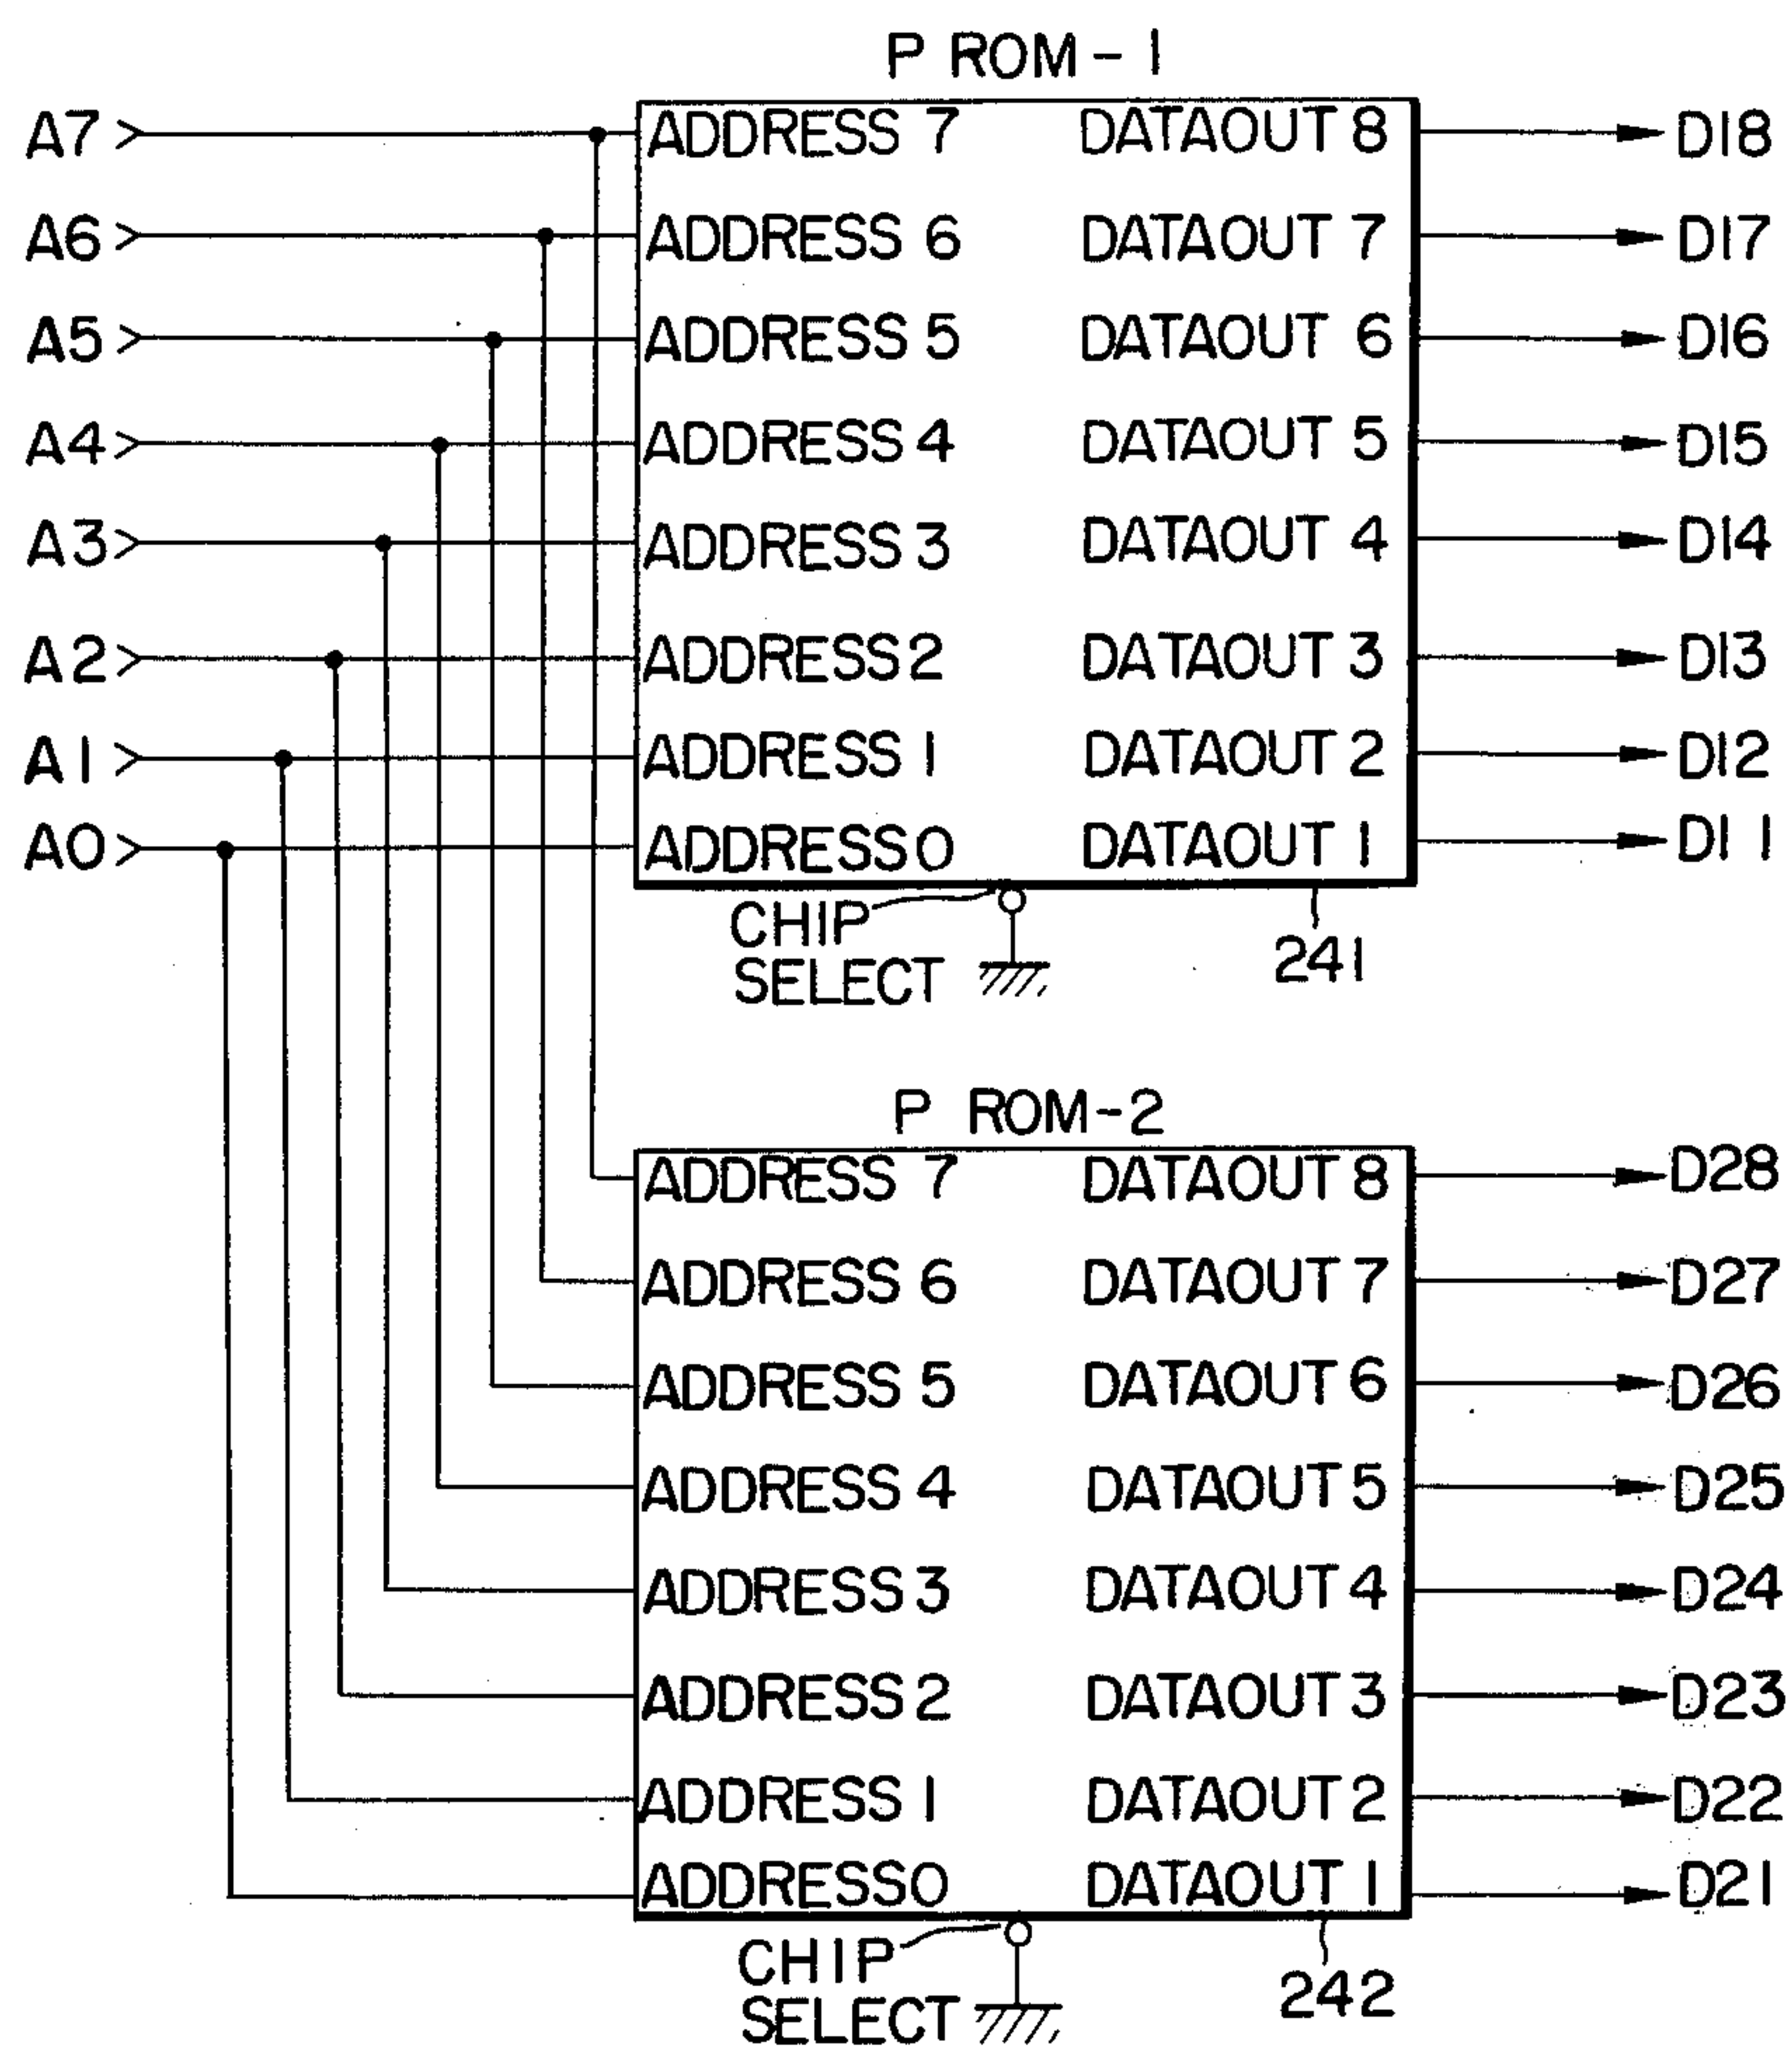 P ROM-1
A7 ADDRESS 7 DATAOUT 8 D18
A6 ADDRESS 6 DATAOUT 7 D17
A5 ADDRESS 5 DATAOUT 6 D16
A4 ADDRESS 4 DATAOUT 5 D15
A3 ADDRESS 3 DATAOUT 4 D14
A2 ADDRESS 2 DATAOUT 3 D13
A1 ADDRESS 1 DATAOUT 2 D12
A0 ADDRESS 0 DATAOUT 1 D11
CHIP
SELECT
241
P ROM-2
ADDRESS 7 DATAOUT 8 D28
ADDRESS 6 DATAOUT 7 D27
ADDRESS 5 DATAOUT 6 D26
ADDRESS 4 DATAOUT 5 D25
ADDRESS 3 DATAOUT 4 D24
ADDRESS 2 DATAOUT 3 D23
ADDRESS 1 DATAOUT 2 D22
ADDRESS 0 DATAOUT 1 D21
CHIP
SELECT
242